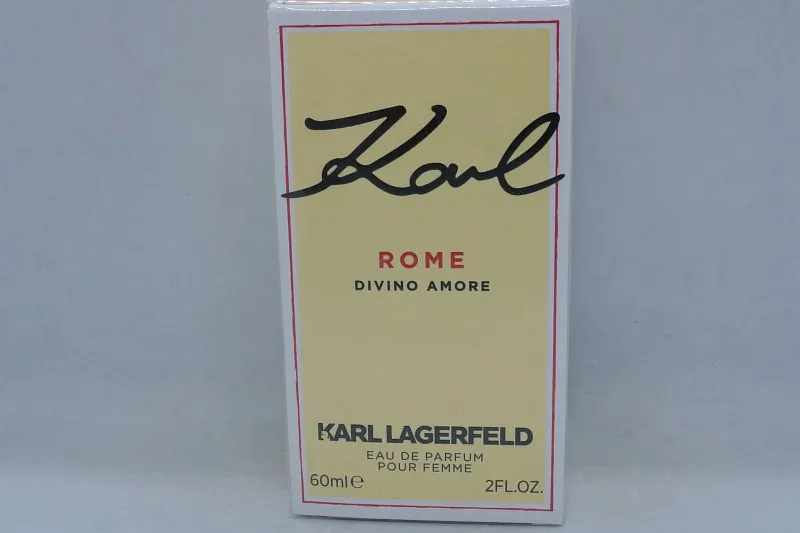 Karl
ROME
DIVINO AMORE
KARL LAGERFELD
EAU DE PARFUM
POUR FEMME
60ml℮ 2FL.OZ.